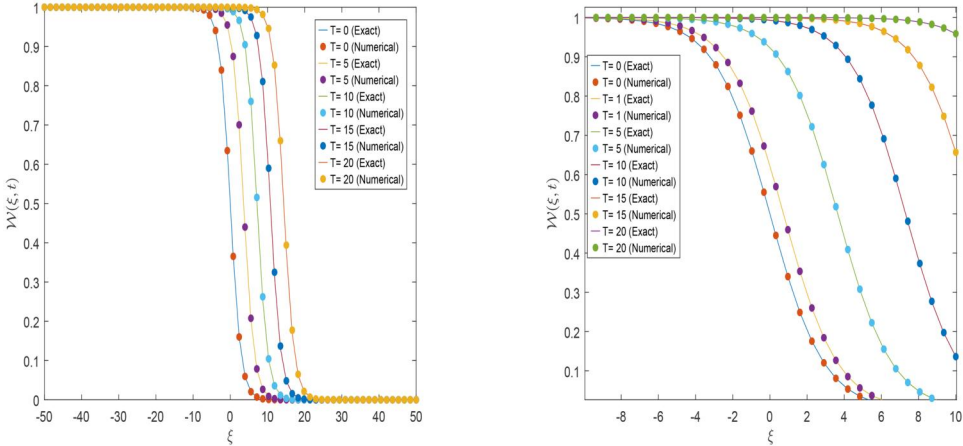 1
0.9
0.8
0.7
0.6
0.5
0.4
0.3
0.2
0.1
0
𝒲(ξ, t)
-50 -40 -30 -20 -10 0 10 20 30 40 50
ξ
T= 0 (Exact)
T= 0 (Numerical)
T= 5 (Exact)
T= 5 (Numerical)
T= 10 (Exact)
T= 10 (Numerical)
T= 15 (Exact)
T= 15 (Numerical)
T= 20 (Exact)
T= 20 (Numerical)
1
0.9
0.8
0.7
0.6
0.5
0.4
0.3
0.2
0.1
𝒲(ξ, t)
-8 -6 -4 -2 0 2 4 6 8 10
ξ
T= 0 (Exact)
T= 0 (Numerical)
T= 1 (Exact)
T= 1 (Numerical)
T= 5 (Exact)
T= 5 (Numerical)
T= 10 (Exact)
T= 10 (Numerical)
T= 15 (Exact)
T= 15 (Numerical)
T= 20 (Exact)
T= 20 (Numerical)